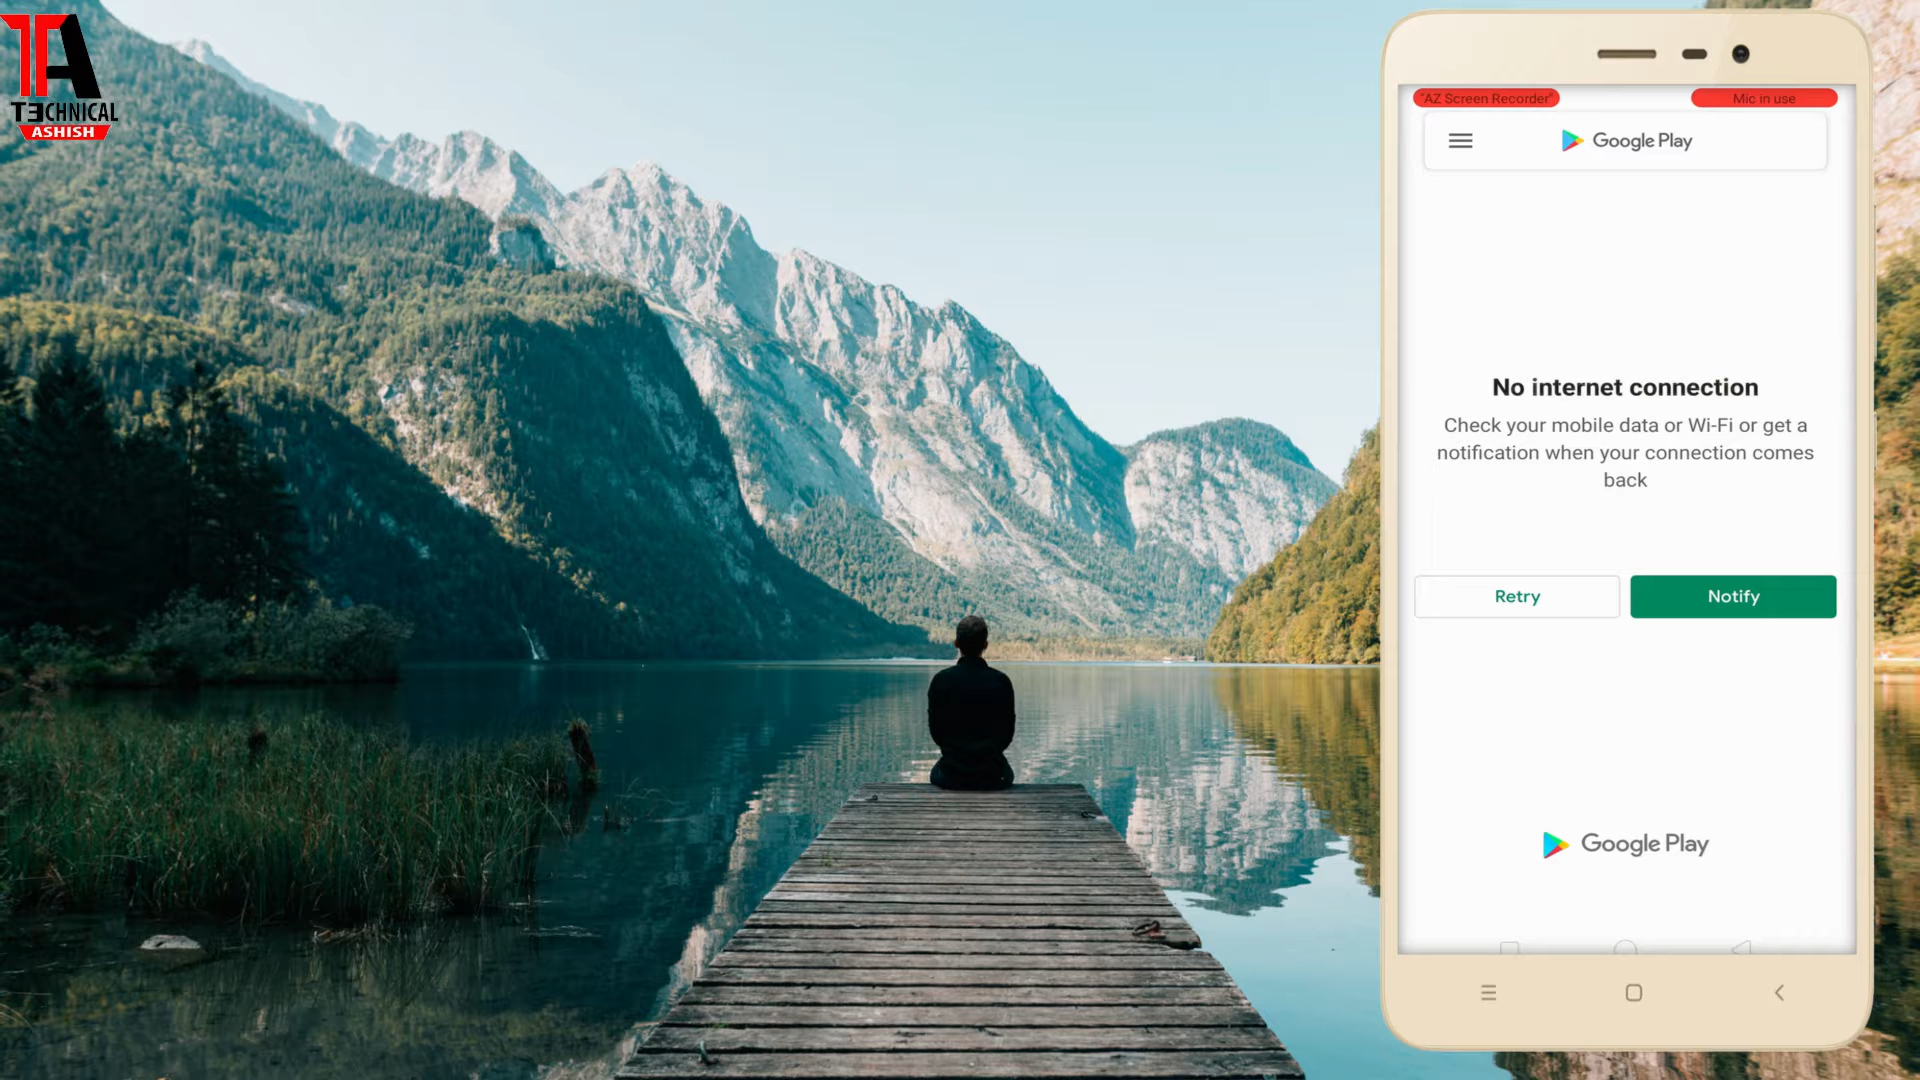 TA
TECHNICAL
ASHISH
"AZ Screen Recorder"
Mic in use
Google Play
No internet connection
Check your mobile data or Wi-Fi or get a
notification when your connection comes
back
Retry
Notify
Google Play